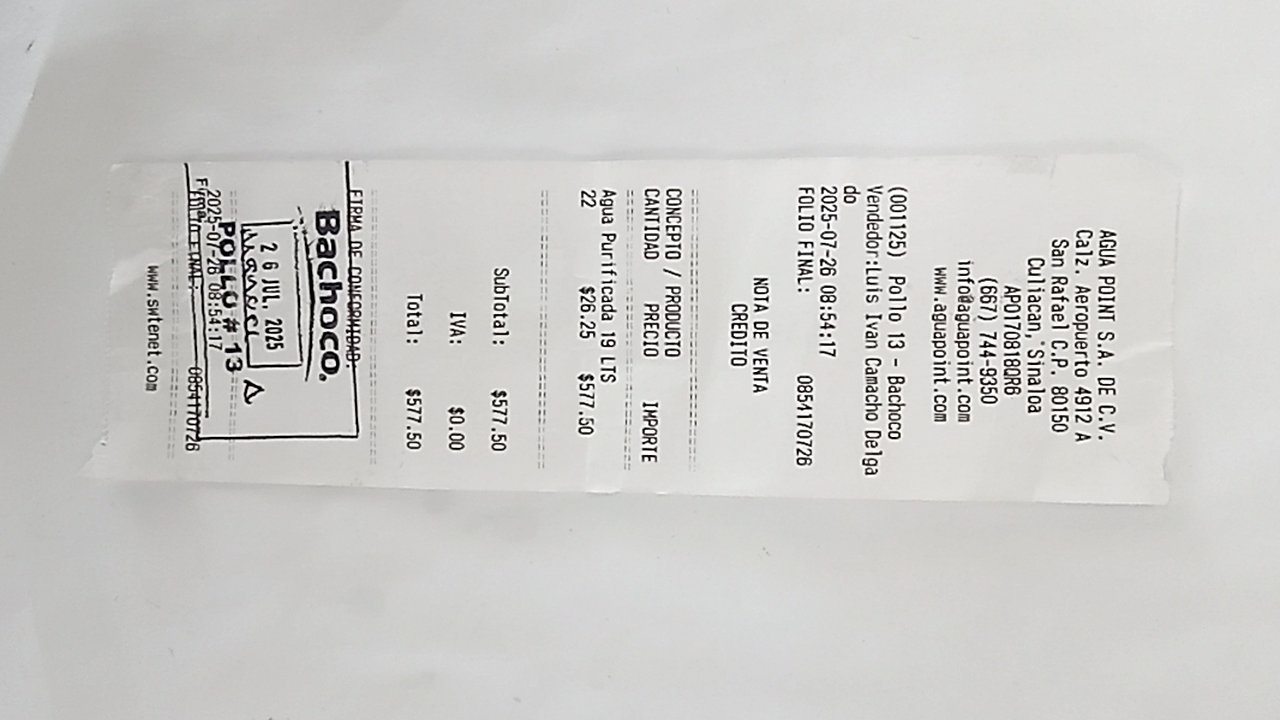 AGUA POINT S.A. DE C.V.
Calz. Aeropuerto 4912 A
San Rafael C.P. 80150
Culiacan, Sinaloa
APO170818QR6
(667) 744-9350
info@aguapoint.com
www.aguapoint.com
(001125) Pollo 13 - Bachoco
Vendedor:Luis Ivan Camacho Delga
do
2025-07-26 08:54:17
FOLIO FINAL: 0854170726
NOTA DE VENTA
CREDITO
CONCEPTO / PRODUCTO
CANTIDAD PRECIO IMPORTE
Agua Purificada 19 LTS
22 $26.25 $577.50
SubTotal: $577.50
IVA: $0.00
Total: $577.50
FIRMA DE CONFORMIDAD:
Bachoco.
26 JUL. 2025
POLLO # 13
2025-07-26 08:54:17
FOLIO FINAL: 0854170726
Firma
www.swtenet.com